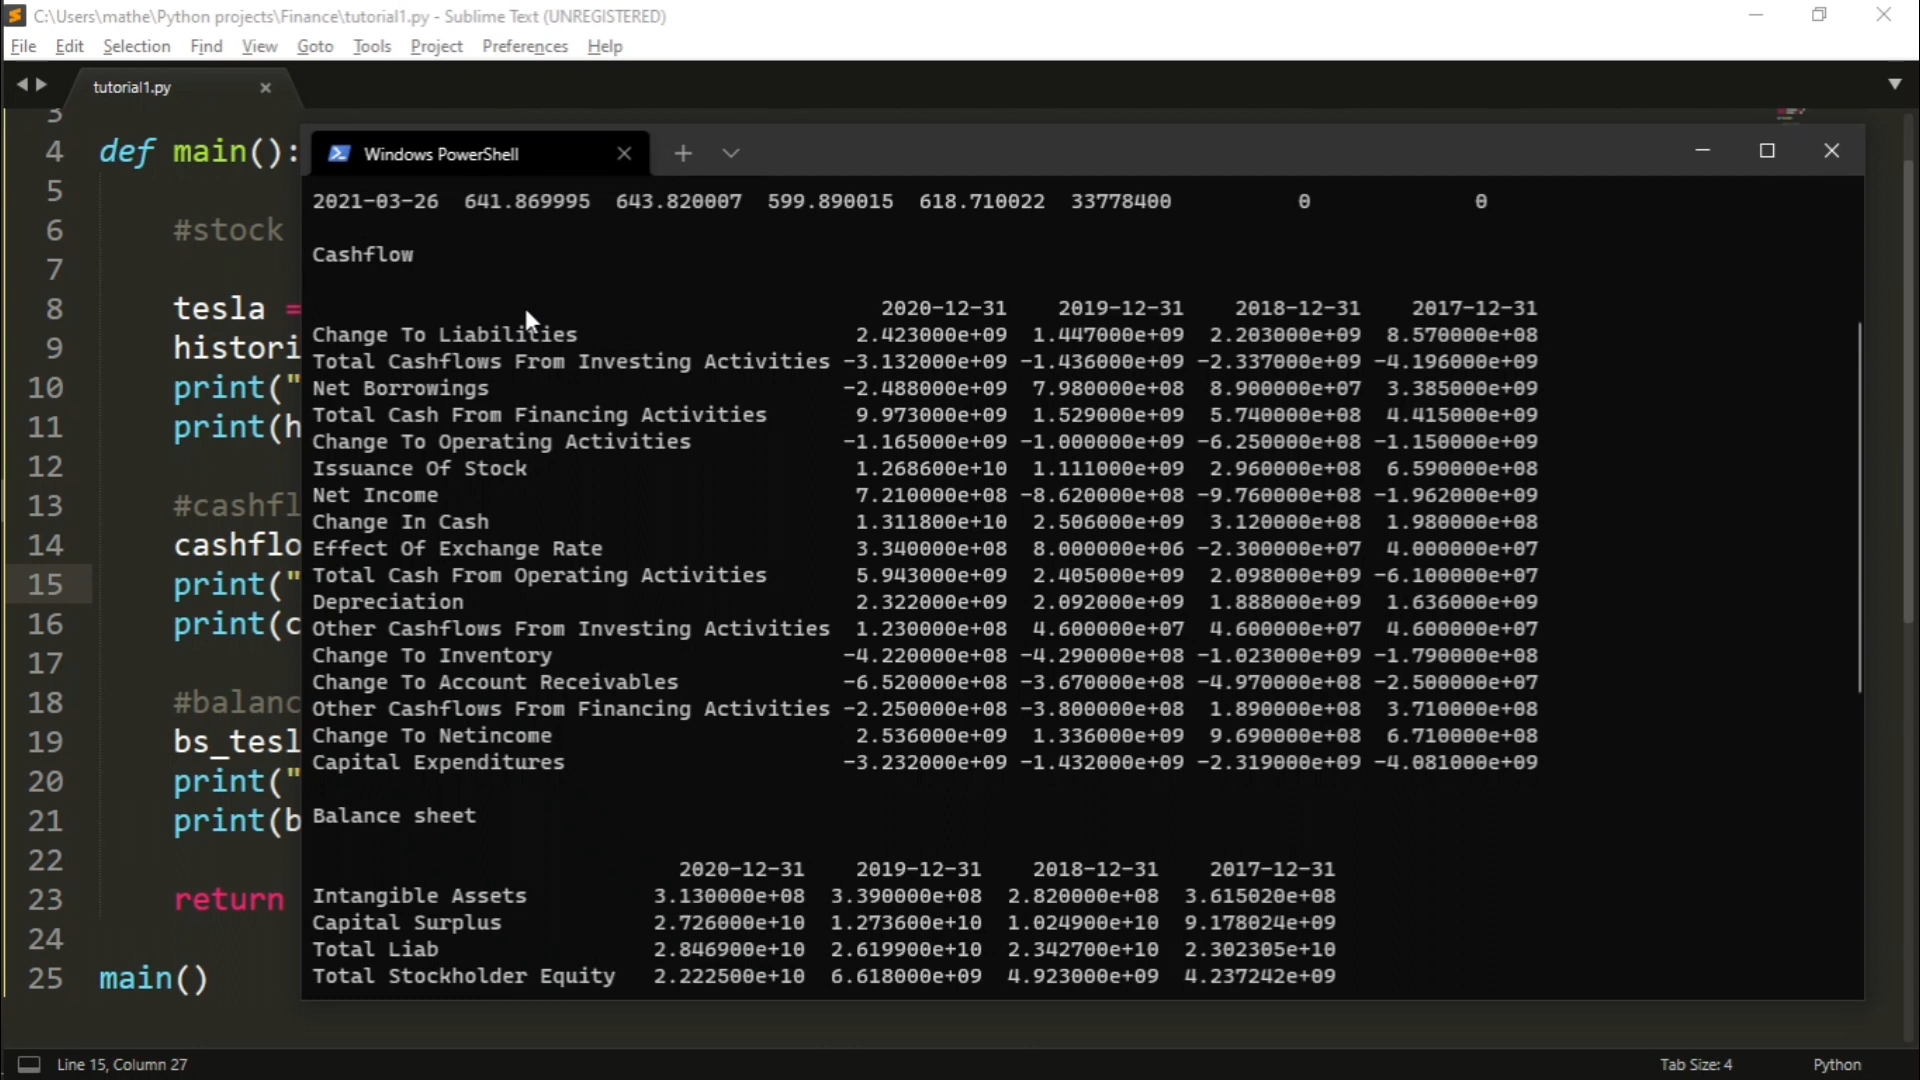 C:\Users\mathe\Python projects\Finance\tutorial1.py - Sublime Text (UNREGISTERED)
File Edit Selection Find View Goto Tools Project Preferences Help
tutorial1.py
3
4 def main():
5
6 #stock
7
8 tesla =
9 histori
10 print("
11 print(h
12
13 #cashfl
14 cashflo
15 print("
16 print(c
17
18 #balanc
19 bs_tesl
20 print("
21 print(b
22
23 return
24
25 main()
Windows PowerShell
2021-03-26 641.869995 643.820007 599.890015 618.710022 33778400 0 0
Cashflow
2020-12-31 2019-12-31 2018-12-31 2017-12-31
Change To Liabilities 2.423000e+09 1.447000e+09 2.203000e+09 8.570000e+08
Total Cashflows From Investing Activities -3.132000e+09 -1.436000e+09 -2.337000e+09 -4.196000e+09
Net Borrowings -2.488000e+09 7.980000e+08 8.900000e+07 3.385000e+09
Total Cash From Financing Activities 9.973000e+09 1.529000e+09 5.740000e+08 4.415000e+09
Change To Operating Activities -1.165000e+09 -1.000000e+09 -6.250000e+08 -1.150000e+09
Issuance Of Stock 1.268600e+10 1.111000e+09 2.960000e+08 6.590000e+08
Net Income 7.210000e+08 -8.620000e+08 -9.760000e+08 -1.962000e+09
Change In Cash 1.311800e+10 2.506000e+09 3.120000e+08 1.980000e+08
Effect Of Exchange Rate 3.340000e+08 8.000000e+06 -2.300000e+07 4.000000e+07
Total Cash From Operating Activities 5.943000e+09 2.405000e+09 2.098000e+09 -6.100000e+07
Depreciation 2.322000e+09 2.092000e+09 1.888000e+09 1.636000e+09
Other Cashflows From Investing Activities 1.230000e+08 4.600000e+07 4.600000e+07 4.600000e+07
Change To Inventory -4.220000e+08 -4.290000e+08 -1.023000e+09 -1.790000e+08
Change To Account Receivables -6.520000e+08 -3.670000e+08 -4.970000e+08 -2.500000e+07
Other Cashflows From Financing Activities -2.250000e+08 -3.800000e+08 1.890000e+08 3.710000e+08
Change To Netincome 2.536000e+09 1.336000e+09 9.690000e+08 6.710000e+08
Capital Expenditures -3.232000e+09 -1.432000e+09 -2.319000e+09 -4.081000e+09
Balance sheet
2020-12-31 2019-12-31 2018-12-31 2017-12-31
Intangible Assets 3.130000e+08 3.390000e+08 2.820000e+08 3.615020e+08
Capital Surplus 2.726000e+10 1.273600e+10 1.024900e+10 9.178024e+09
Total Liab 2.846900e+10 2.619900e+10 2.342700e+10 2.302305e+10
Total Stockholder Equity 2.222500e+10 6.618000e+09 4.923000e+09 4.237242e+09
Line 15, Column 27 Tab Size: 4 Python